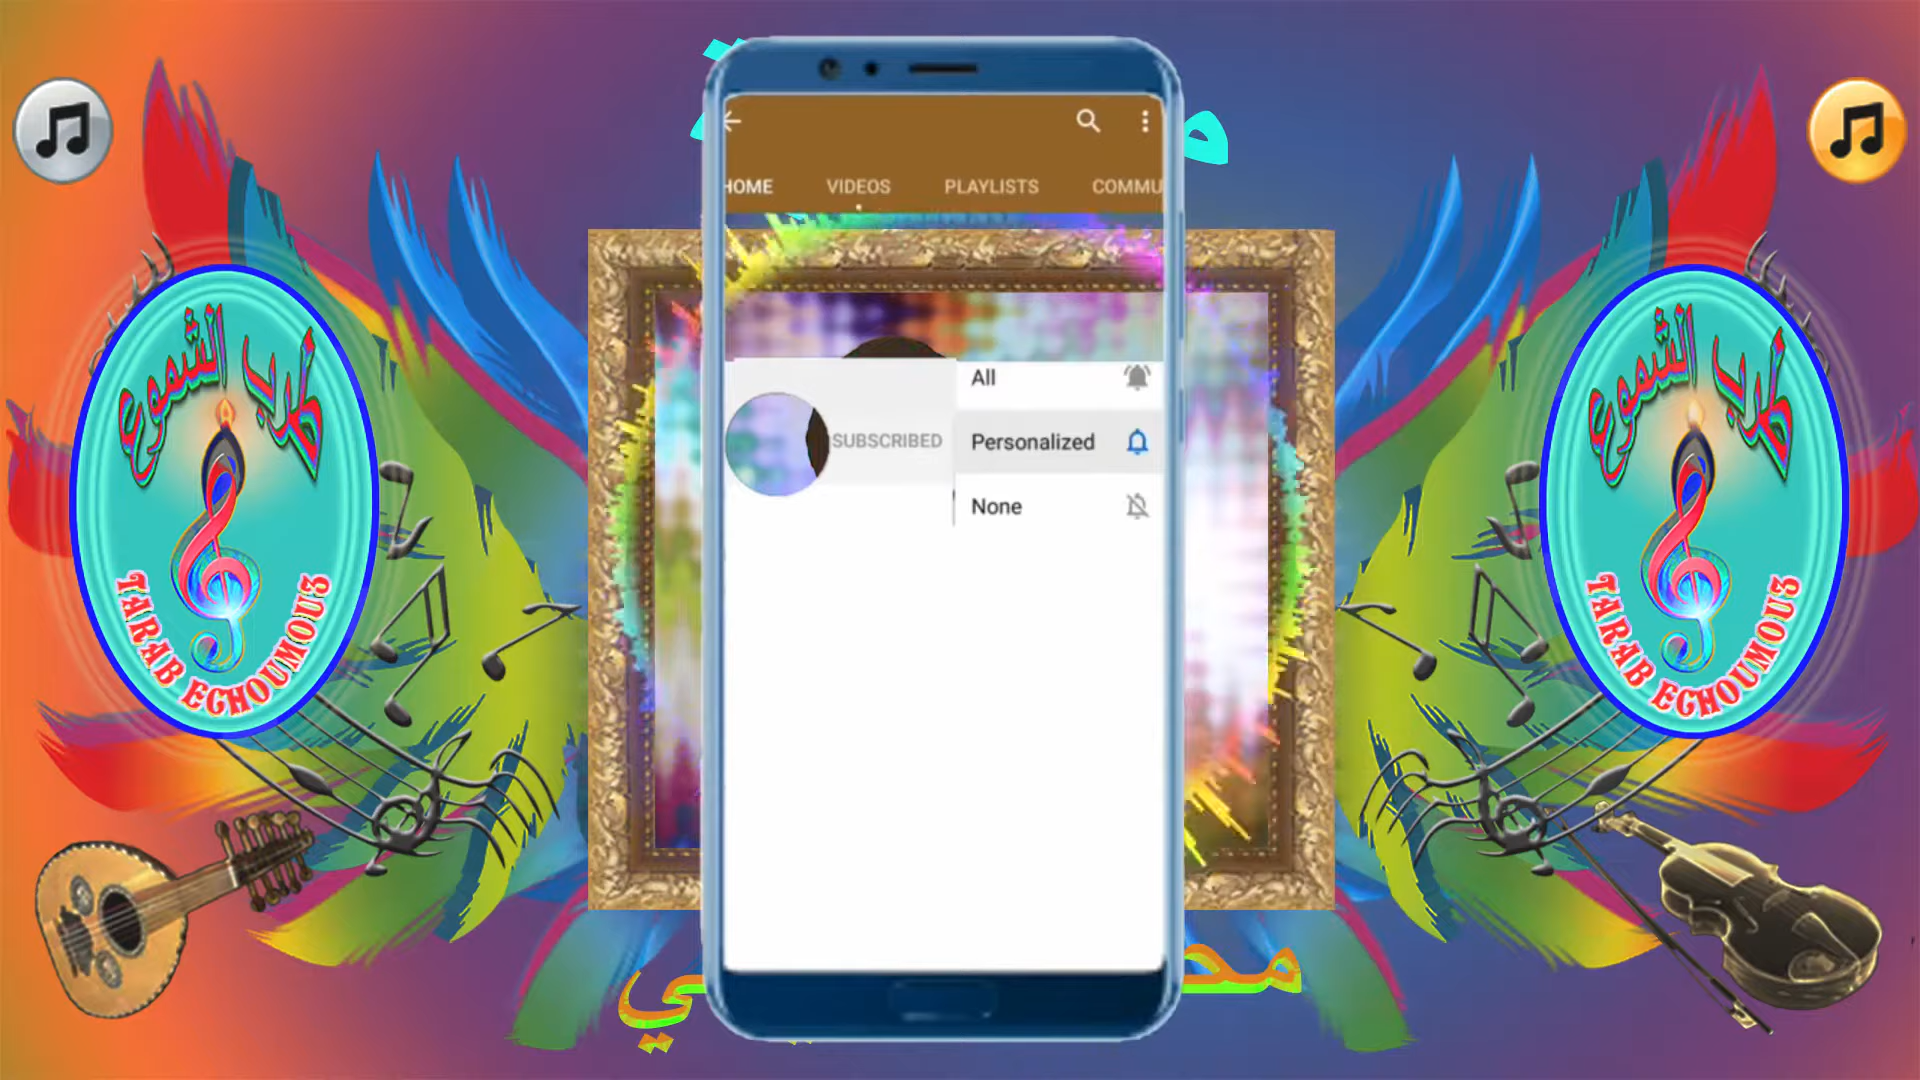 HOME VIDEOS PLAYLISTS COMMU
All
SUBSCRIBED
Personalized
None
طرب الشموع
TARAB ECHOUMOU3
طرب الشموع
TARAB ECHOUMOU3